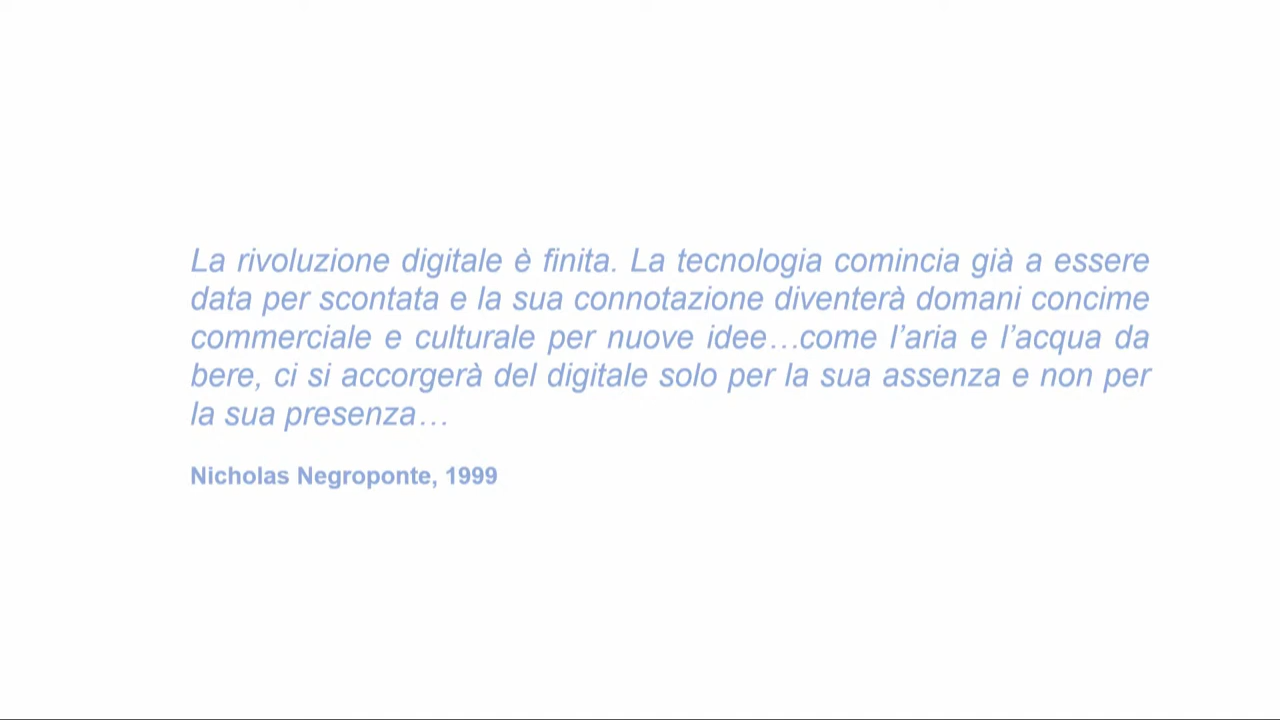 La rivoluzione digitale è finita. La tecnologia comincia già a essere
data per scontata e la sua connotazione diventerà domani concime
commerciale e culturale per nuove idee…come l’aria e l’acqua da
bere, ci si accorgerà del digitale solo per la sua assenza e non per
la sua presenza…
Nicholas Negroponte, 1999